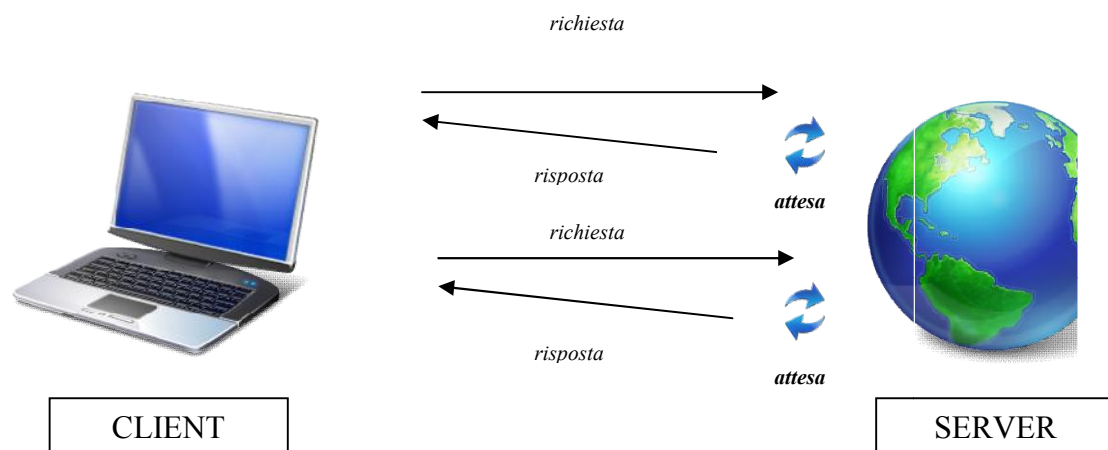 richiesta
risposta
attesa
richiesta
risposta
attesa
CLIENT
SERVER